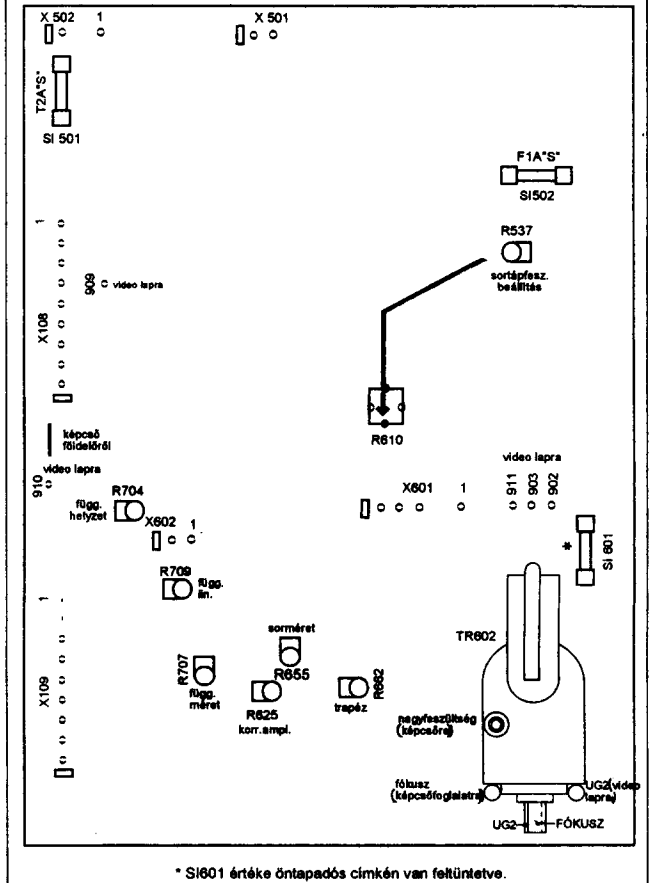 X 502
1
X 501
T2A"S"
SI 501
F1A"S"
SI502
R537
sortápfesz.
beállítás
1
909
video lapra
X108
R610
képcső
földelőről
video lapra
910
R704
függ.
helyzet
X602
1
X601
1
video lapra
911
903
902
*
SI 601
R709
függ.
lin.
1
TR602
X109
R707
függ.
méret
sorméret
R655
R625
korr.ampl.
R662
trapéz
nagyfeszültség
(képcsőre)
fókusz
(képcsőfoglalatra)
UG2(video
lapra)
UG2
FÓKUSZ
* SI601 értéke öntapadós címkén van feltüntetve.